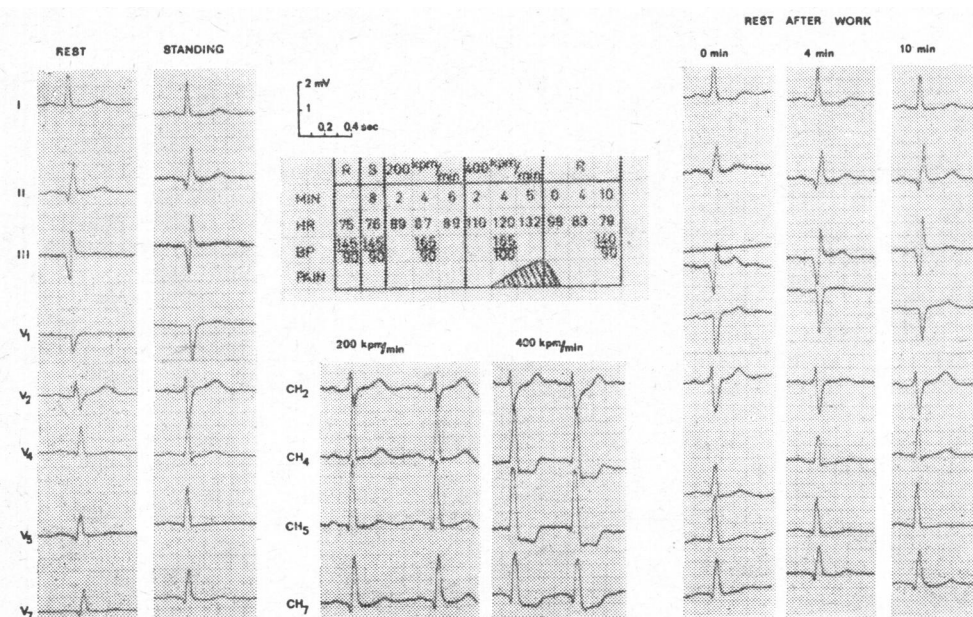 REST AFTER WORK
REST STANDING 0 min 4 min 10 min
I
2 mV
1
0,2 0,4 sec
II
R S 200 kpm/min 400 kpm/min R
MIN 8 2 4 6 2 4 5 0 4 10
HR 75 76 89 87 89 110 120 132 98 83 79
III
BP 145/90 145/90 165/90 165/100 140/90
PAIN
V1
200 kpm/min 400 kpm/min
V2
CH2
V4
CH4
V5
CH5
V7
CH7